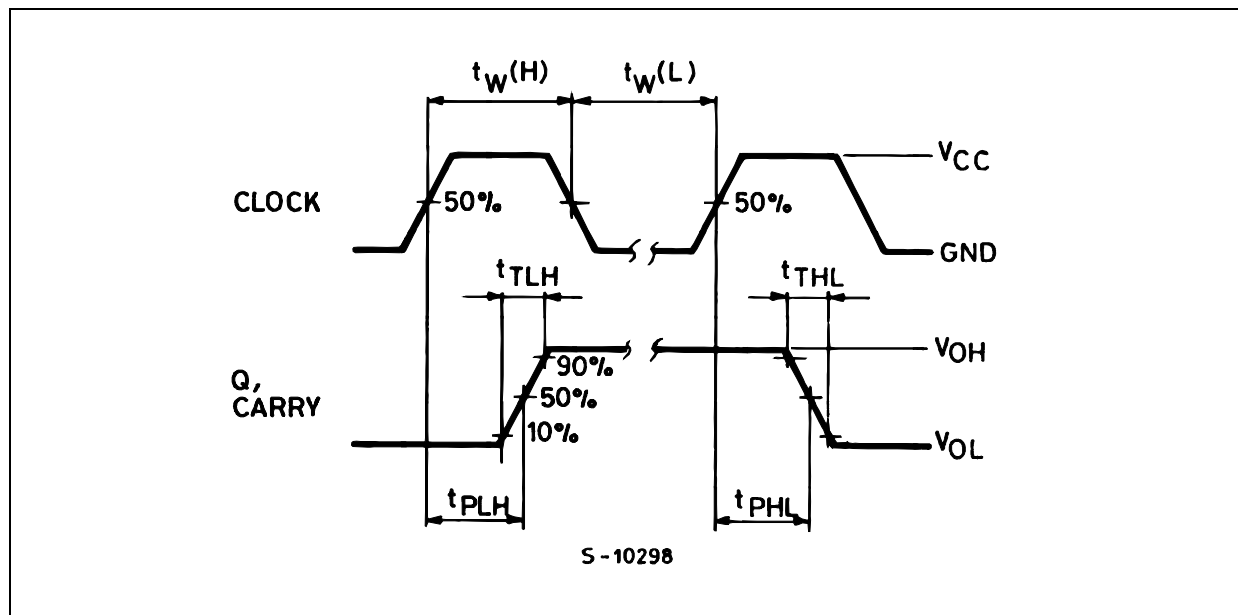 tW(H) tW(L)
VCC
CLOCK 50% 50%
GND
tTLH tTHL
VOH
90%
Q,
50%
CARRY
10%
VOL
tPLH tPHL
S-10298